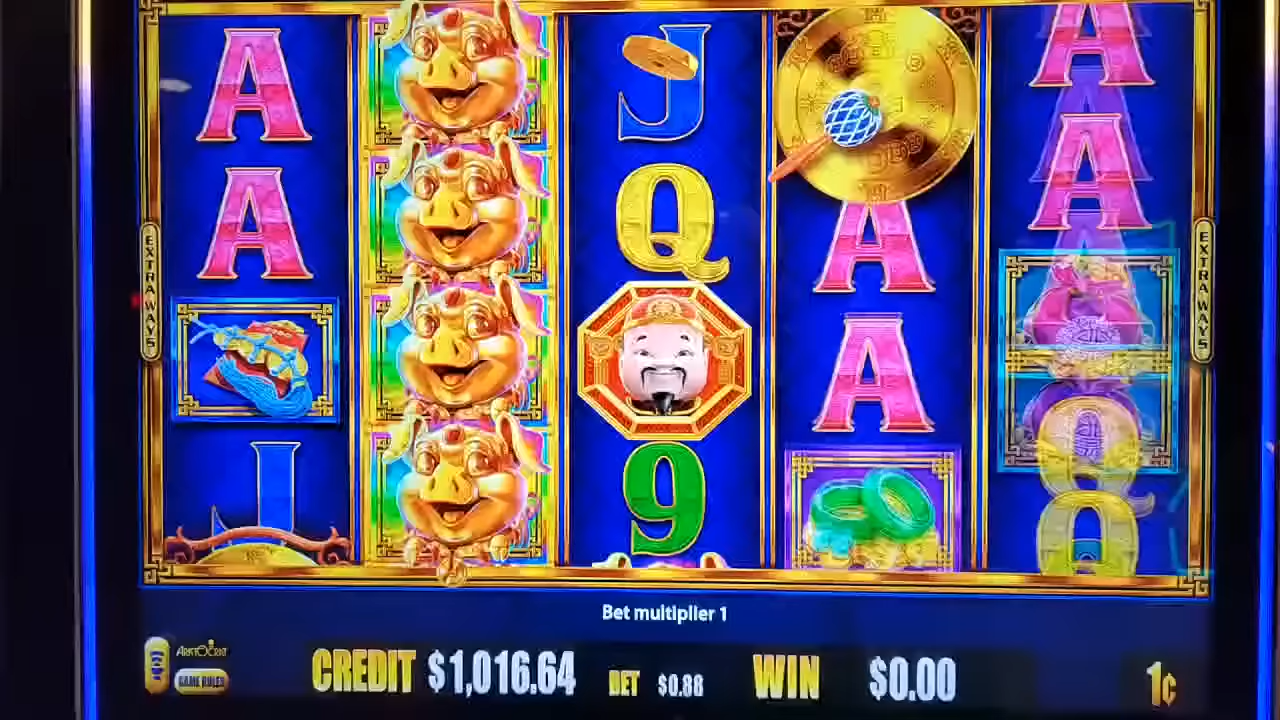 A
J
A
A
Q
A
A
A
Q
J
9
Q
EXTRA WAYS
EXTRA WAYS
Bet multiplier 1
ARISTOCRAT
GAME RULES
CREDIT $1,016.64 BET $0.88 WIN $0.00 1¢